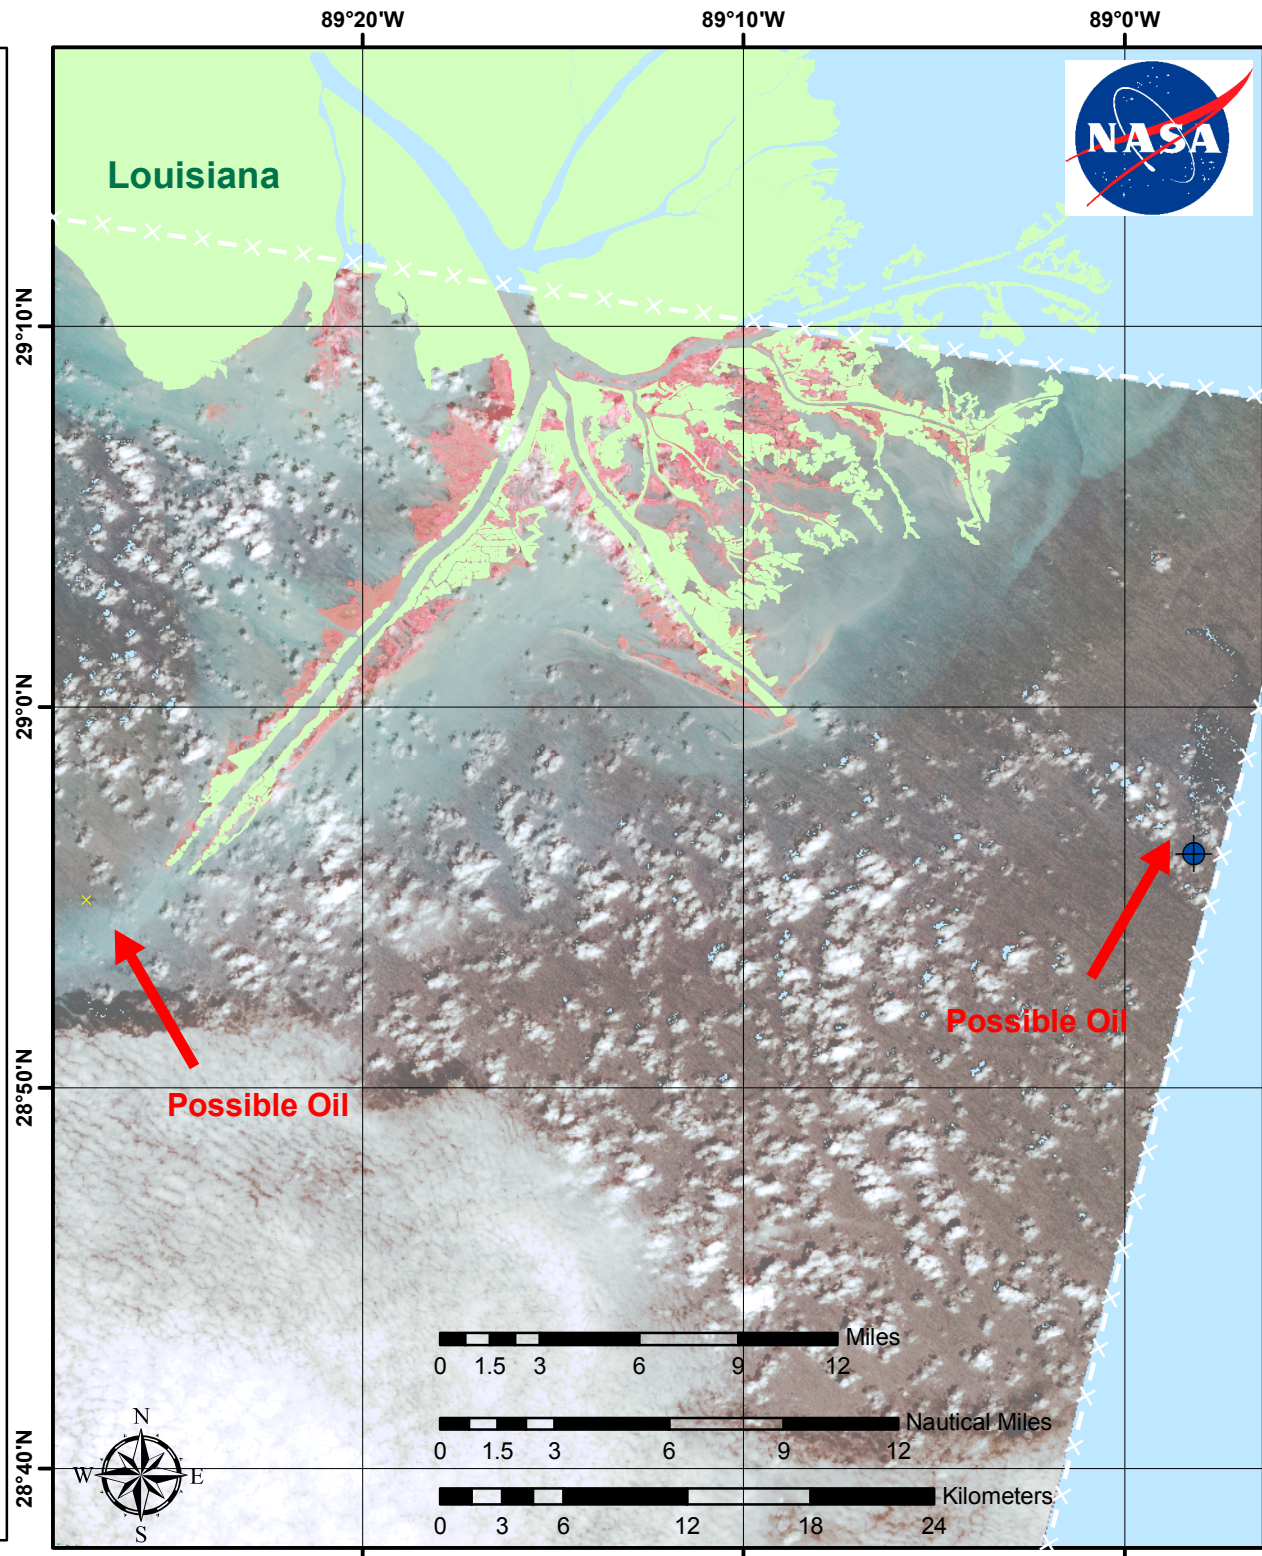 89°20'W 89°10'W 89°0'W
NASA
Louisiana
29°10'N
29°0'N
Possible Oil
28°50'N
Possible Oil
Miles
0 1.5 3 6 9 12
Nautical Miles
0 1.5 3 6 9 12
28°40'N
N
W E
S
Kilometers
0 3 6 12 18 24